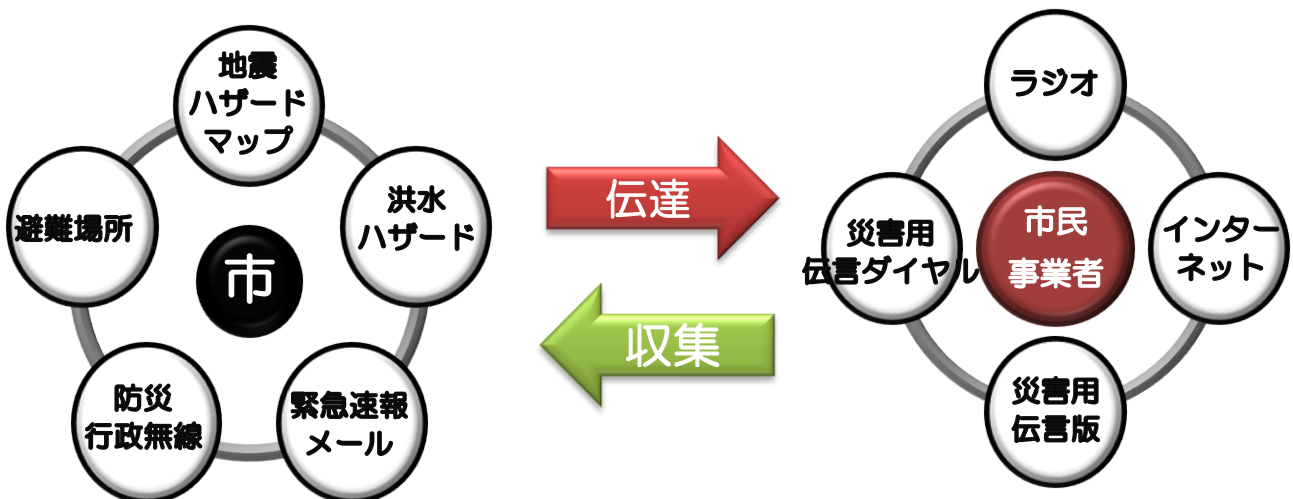 地震
ハザード
マップ
避難場所
洪水
ハザード
市
防災
行政無線
緊急速報
メール
伝達
収集
ラジオ
災害用
伝言ダイヤル
市民
事業者
インター
ネット
災害用
伝言版